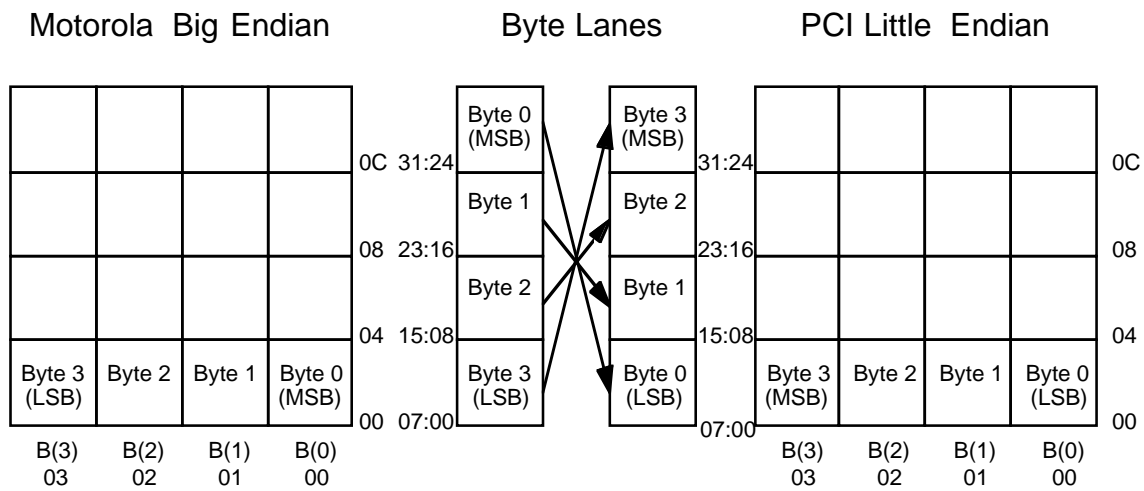 Motorola Big Endian
Byte Lanes
PCI Little Endian
Byte 0
(MSB)
Byte 3
(MSB)
0C
31:24
31:24
0C
Byte 1
Byte 2
08
23:16
23:16
08
Byte 2
Byte 1
04
15:08
15:08
04
Byte 3
(LSB)
Byte 2
Byte 1
Byte 0
(MSB)
Byte 3
(LSB)
Byte 0
(LSB)
Byte 3
(MSB)
Byte 2
Byte 1
Byte 0
(LSB)
00
07:00
07:00
00
B(3)
03
B(2)
02
B(1)
01
B(0)
00
B(3)
03
B(2)
02
B(1)
01
B(0)
00